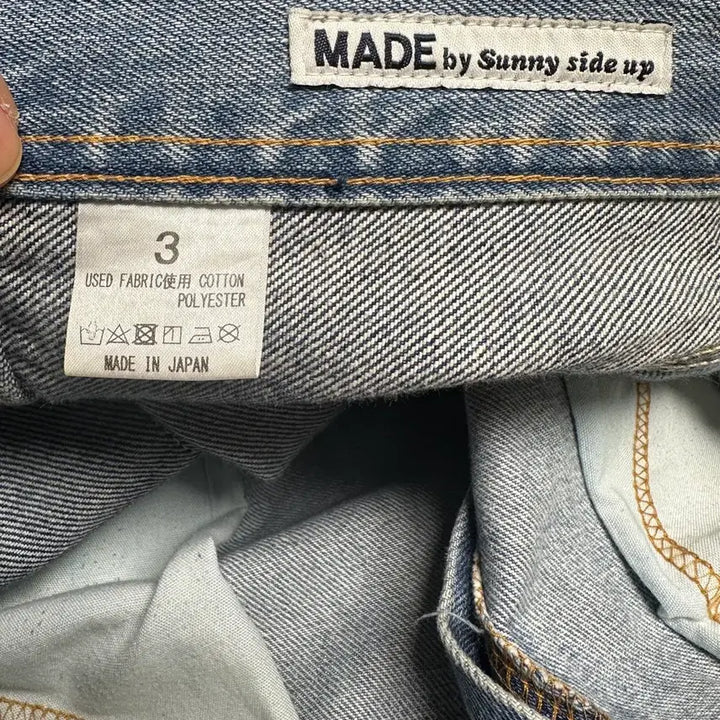 MADE by Sunny side up
3
USED FABRIC使用 COTTON
POLYESTER
MADE IN JAPAN